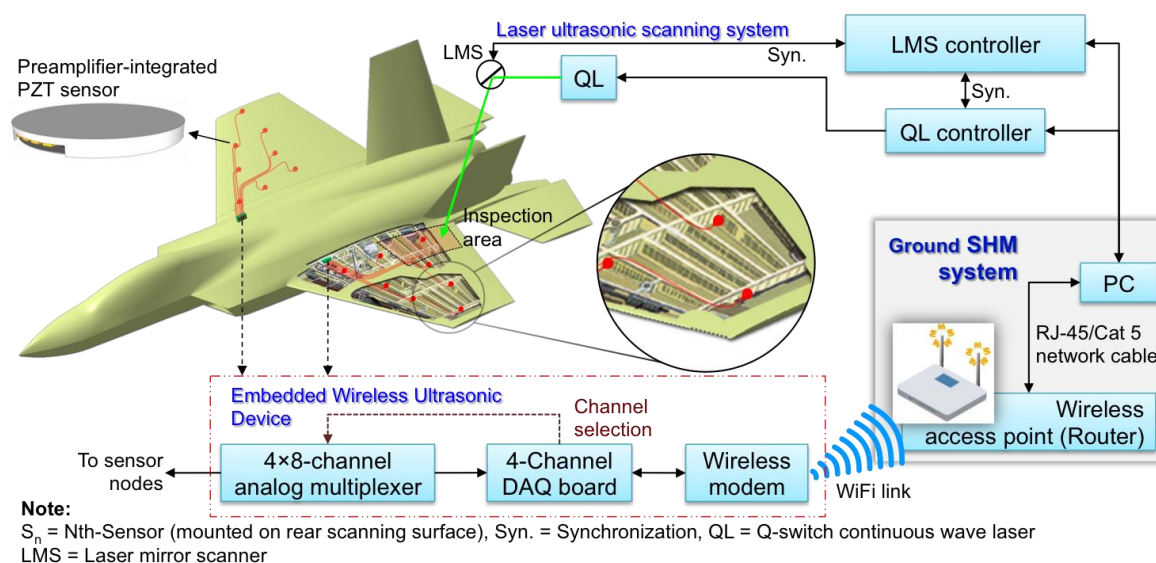 Laser ultrasonic scanning system
LMS
Syn.
LMS controller
QL
Syn.
QL controller
Preamplifier-integrated
PZT sensor
Inspection
area
Ground SHM
system
PC
RJ-45/Cat 5
network cable
Wireless
access point (Router)
Embedded Wireless Ultrasonic
Device
Channel
selection
To sensor
nodes
4×8-channel
analog multiplexer
4-Channel
DAQ board
Wireless
modem
WiFi link
Note:
Sn = Nth-Sensor (mounted on rear scanning surface), Syn. = Synchronization, QL = Q-switch continuous wave laser
LMS = Laser mirror scanner